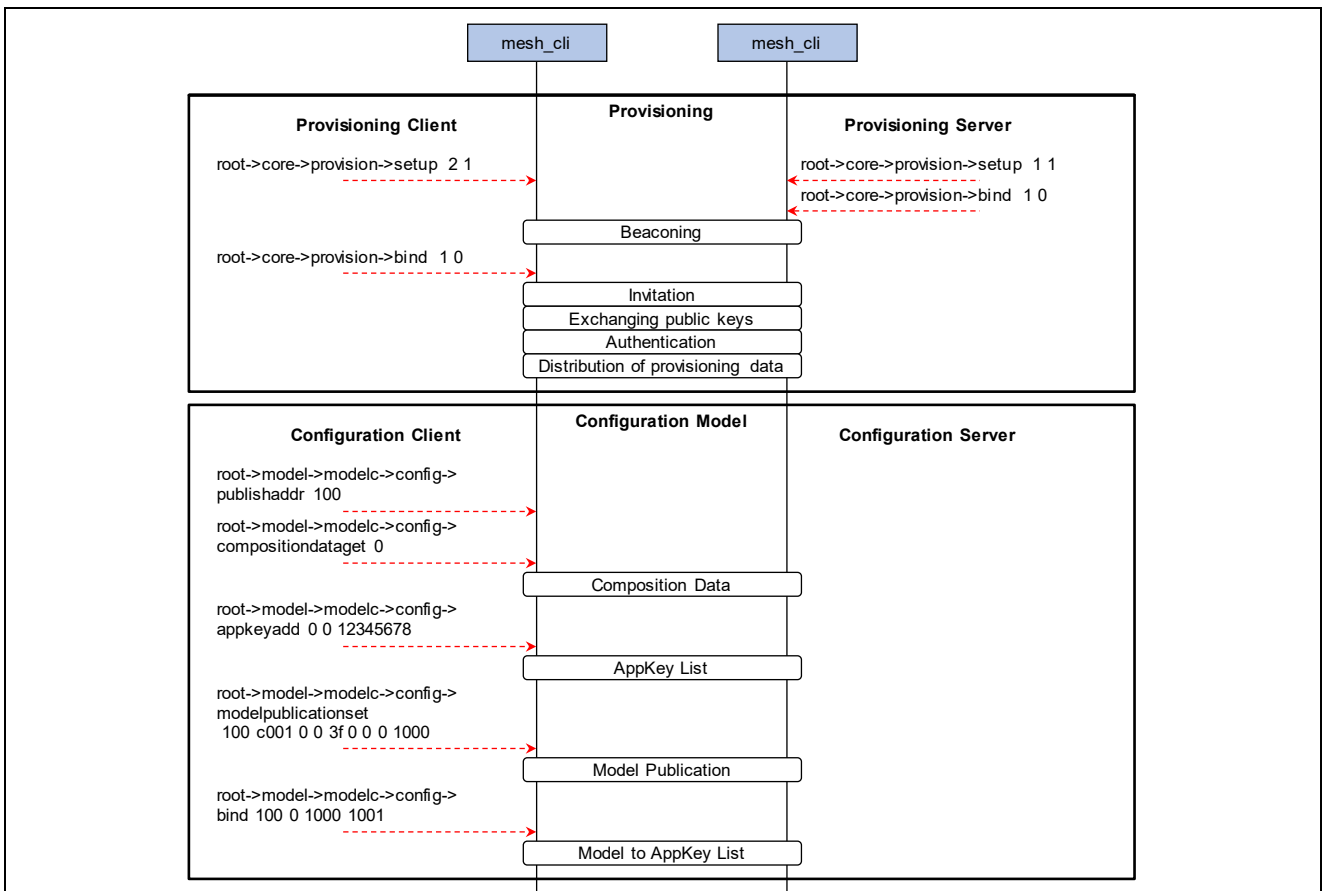 mesh_cli
mesh_cli
Provisioning
Provisioning Client
Provisioning Server
root->core->provision->setup 2 1
root->core->provision->setup 1 1
root->core->provision->bind 1 0
Beaconing
root->core->provision->bind 1 0
Invitation
Exchanging public keys
Authentication
Distribution of provisioning data
Configuration Model
Configuration Client
Configuration Server
root->model->modelc->config->
publishaddr 100
root->model->modelc->config->
compositiondataget 0
Composition Data
root->model->modelc->config->
appkeyadd 0 0 12345678
AppKey List
root->model->modelc->config->
modelpublicationset
100 c001 0 0 3f 0 0 0 1000
Model Publication
root->model->modelc->config->
bind 100 0 1000 1001
Model to AppKey List